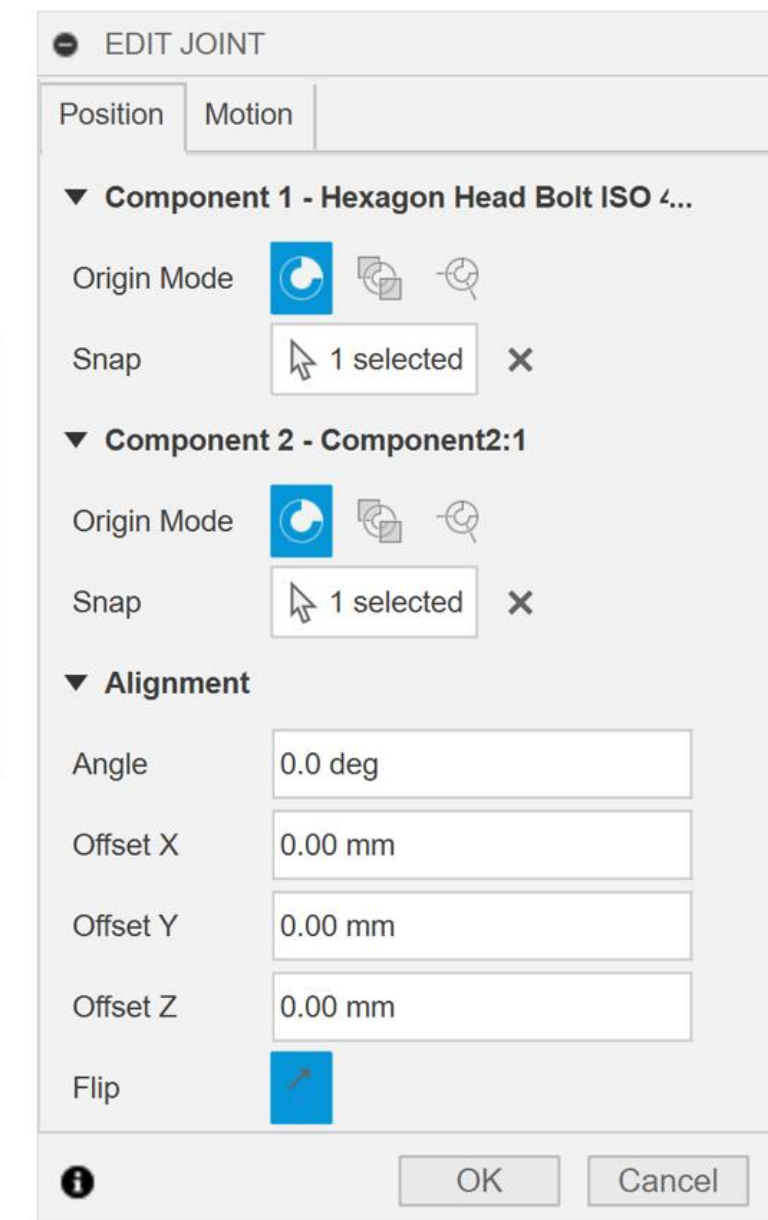 EDIT JOINT
Position Motion
Component 1 - Hexagon Head Bolt ISO 4...
Origin Mode
Snap 1 selected
Component 2 - Component2:1
Origin Mode
Snap 1 selected
Alignment
Angle 0.0 deg
Offset X 0.00 mm
Offset Y 0.00 mm
Offset Z 0.00 mm
Flip
OK Cancel